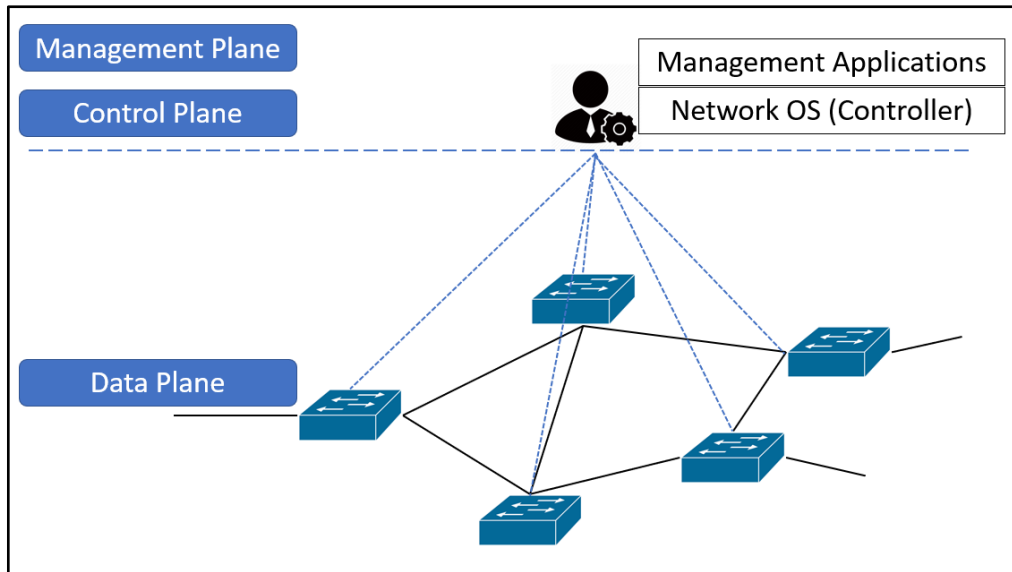 Management Plane
Management Applications
Control Plane
Network OS (Controller)
Data Plane